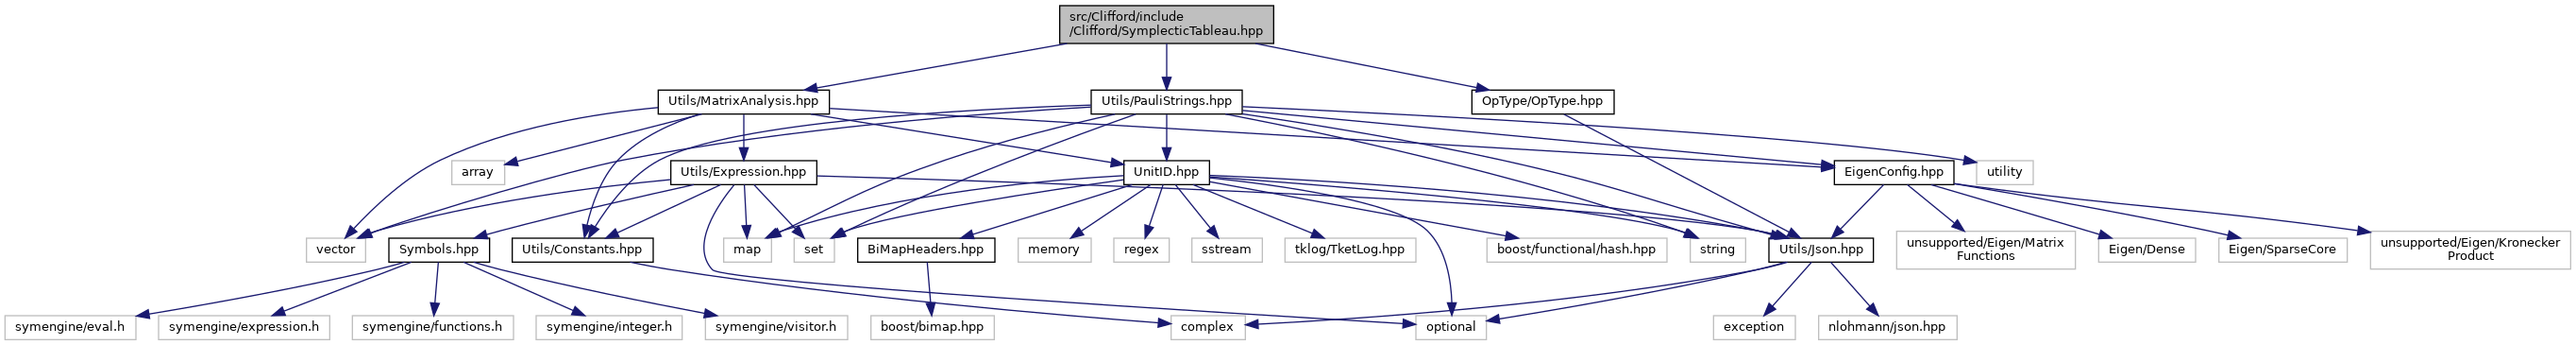 src/Clifford/include
/Clifford/SymplecticTableau.hpp
Utils/MatrixAnalysis.hpp
Utils/PauliStrings.hpp
OpType/OpType.hpp
array
Utils/Expression.hpp
UnitID.hpp
EigenConfig.hpp
utility
vector
Symbols.hpp
Utils/Constants.hpp
map
set
BiMapHeaders.hpp
memory
regex
sstream
tklog/TketLog.hpp
boost/functional/hash.hpp
string
Utils/Json.hpp
unsupported/Eigen/Matrix
Functions
Eigen/Dense
Eigen/SparseCore
unsupported/Eigen/Kronecker
Product
symengine/eval.h
symengine/expression.h
symengine/functions.h
symengine/integer.h
symengine/visitor.h
boost/bimap.hpp
complex
optional
exception
nlohmann/json.hpp